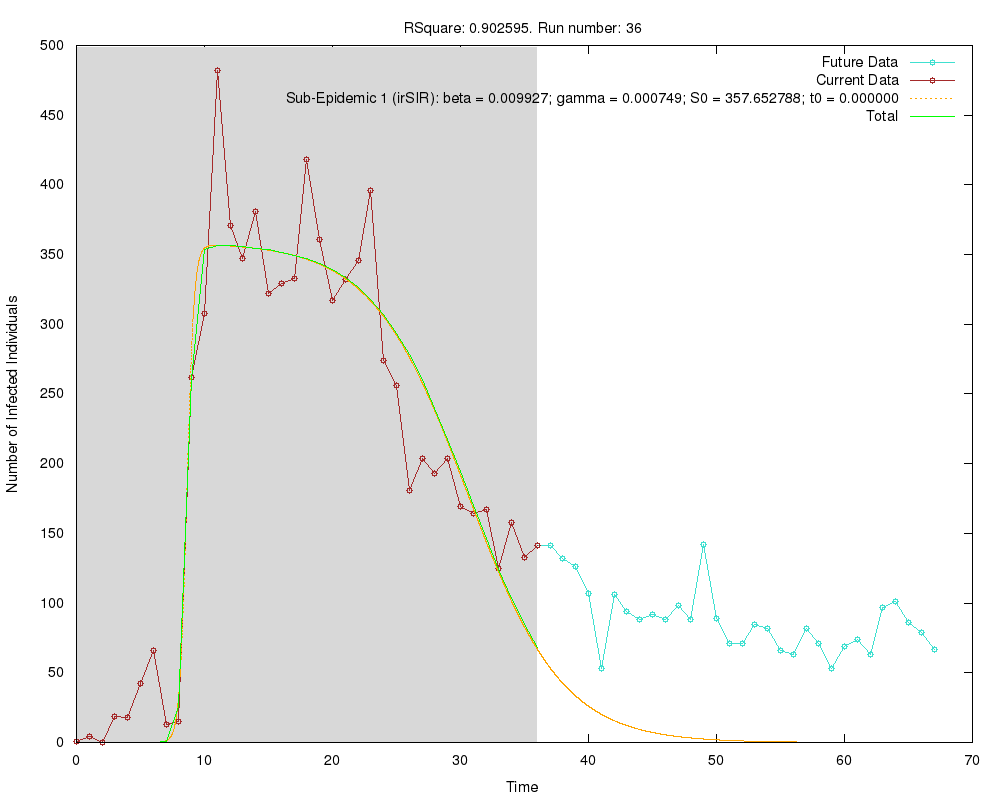 RSquare: 0.902595. Run number: 36
Future Data
Current Data
Sub-Epidemic 1 (irSIR): beta = 0.009927; gamma = 0.000749; S0 = 357.652788; t0 = 0.000000
Total
500
450
400
350
300
250
200
150
100
50
0
Number of Infected Individuals
0 10 20 30 40 50 60 70
Time